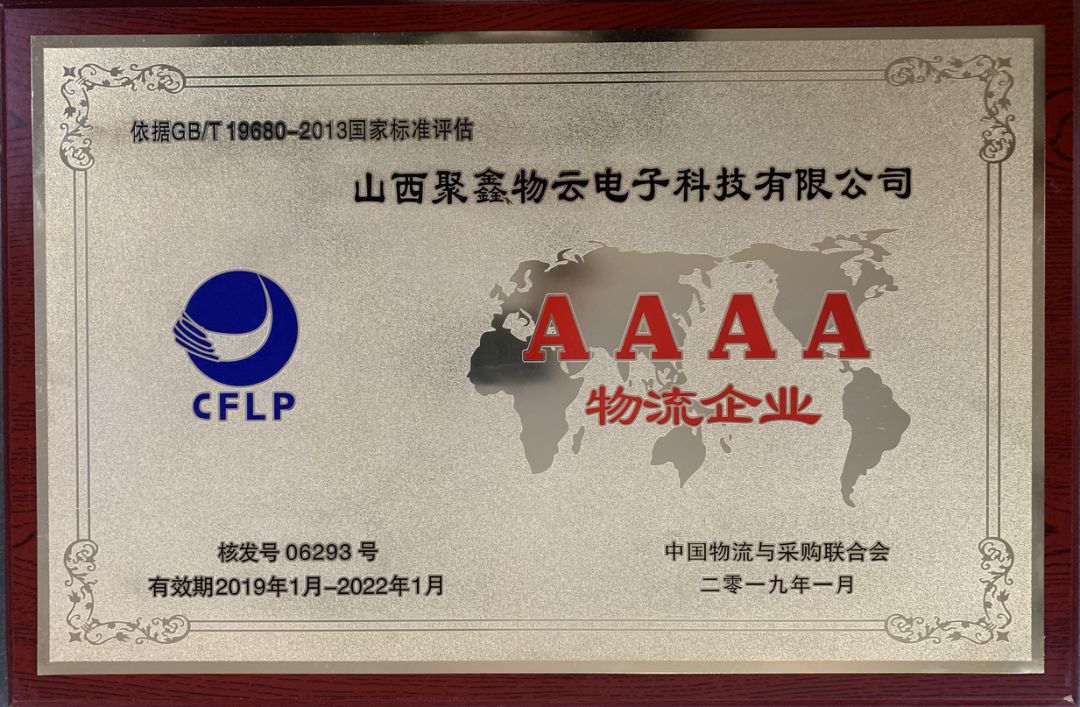 依据GB/T 19680-2013国家标准评估
山西聚鑫物云电子科技有限公司
AAAA
物流企业
CFLP
核发号 06293 号
有效期2019年1月-2022年1月
中国物流与采购联合会
二零一九年一月